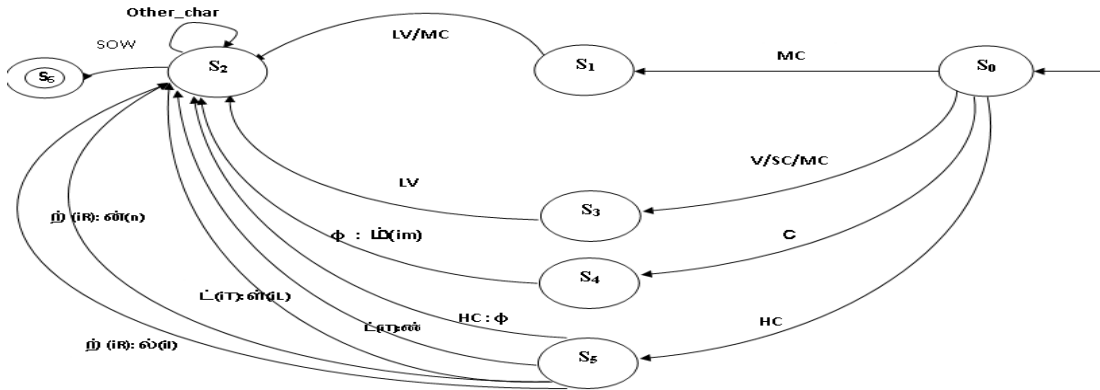 Other_char
SOW
LV/MC
S₂
S₁
MC
S₀
S₆
V/SC/MC
LV
S₃
ற் (iR): ன்(n)
ф : ம்(im)
C
S₄
ட்(iT): ள்(iL)
HC : ф
HC
ற் (iR): ல்(il)
S₅